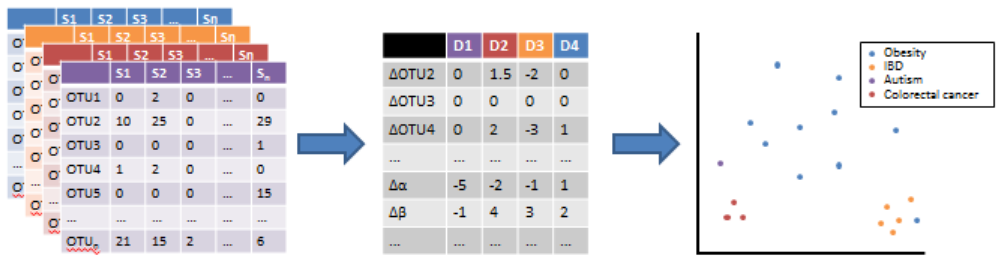 S1 S2 S3 ... Sn
S1 S2 S3 ... Sn
S1 S2 S3 ... Sn
S1 S2 S3 ... Sn
OTU1 0 2 0 ... 0
OTU2 10 25 0 ... 29
OTU3 0 0 0 ... 1
OTU4 1 2 0 ... 0
OTU5 0 0 0 ... 15
... ... ... ... ... ...
OTUn 21 15 2 ... 6
D1 D2 D3 D4
ΔOTU2 0 1.5 -2 0
ΔOTU3 0 0 0 0
ΔOTU4 0 2 -3 1
... ... ... ... ...
Δα -5 -2 -1 1
Δβ -1 4 3 2
... ... ... ... ...
Obesity
IBD
Autism
Colorectal cancer